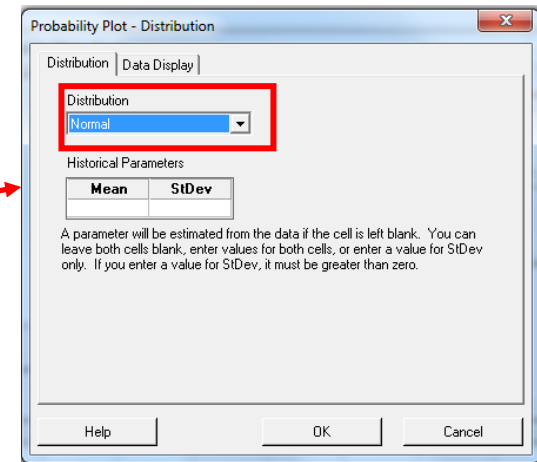 Probability Plot - Distribution
x
Distribution Data Display
Distribution
Normal
Historical Parameters
Mean StDev
A parameter will be estimated from the data if the cell is left blank. You can
leave both cells blank, enter values for both cells, or enter a value for StDev
only. If you enter a value for StDev, it must be greater than zero.
Help OK Cancel